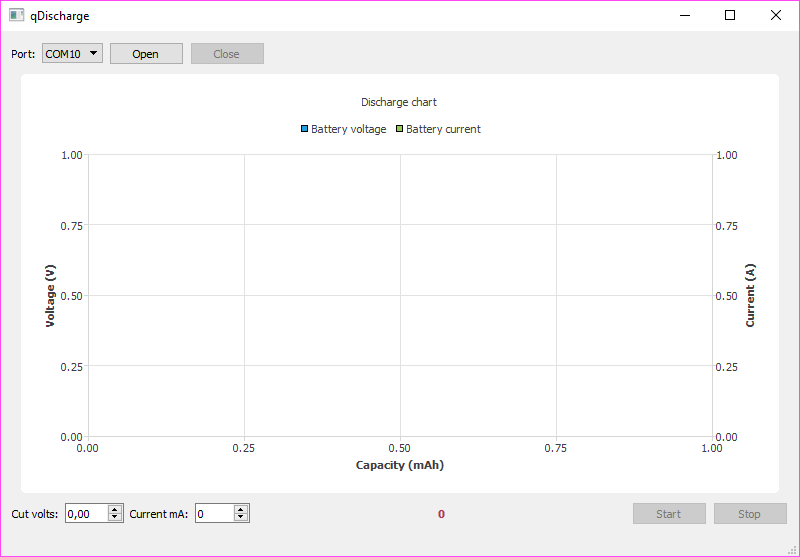 qDischarge
Port: COM10 Open Close
Discharge chart
Battery voltage Battery current
1.00 1.00
0.75 0.75
0.50 0.50
0.25 0.25
0.00 0.00
Voltage (V)
Current (A)
0.00 0.25 0.50 0.75 1.00
Capacity (mAh)
Cut volts: 0,00 Current mA: 0 0 Start Stop